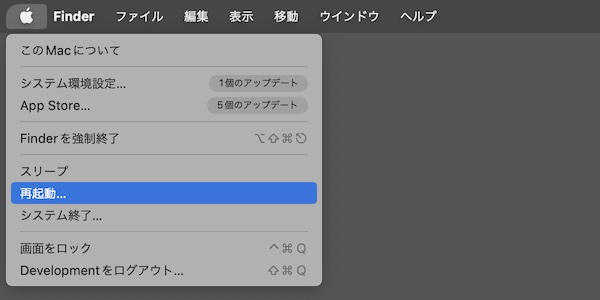 Finder ファイル 編集 表示 移動 ウインドウ ヘルプ
このMacについて
システム環境設定... 1個のアップデート
App Store... 5個のアップデート
Finderを強制終了 ⌥⇧⌘⎋
スリープ
再起動...
システム終了...
画面をロック ^⌘Q
Developmentをログアウト... ⇧⌘Q